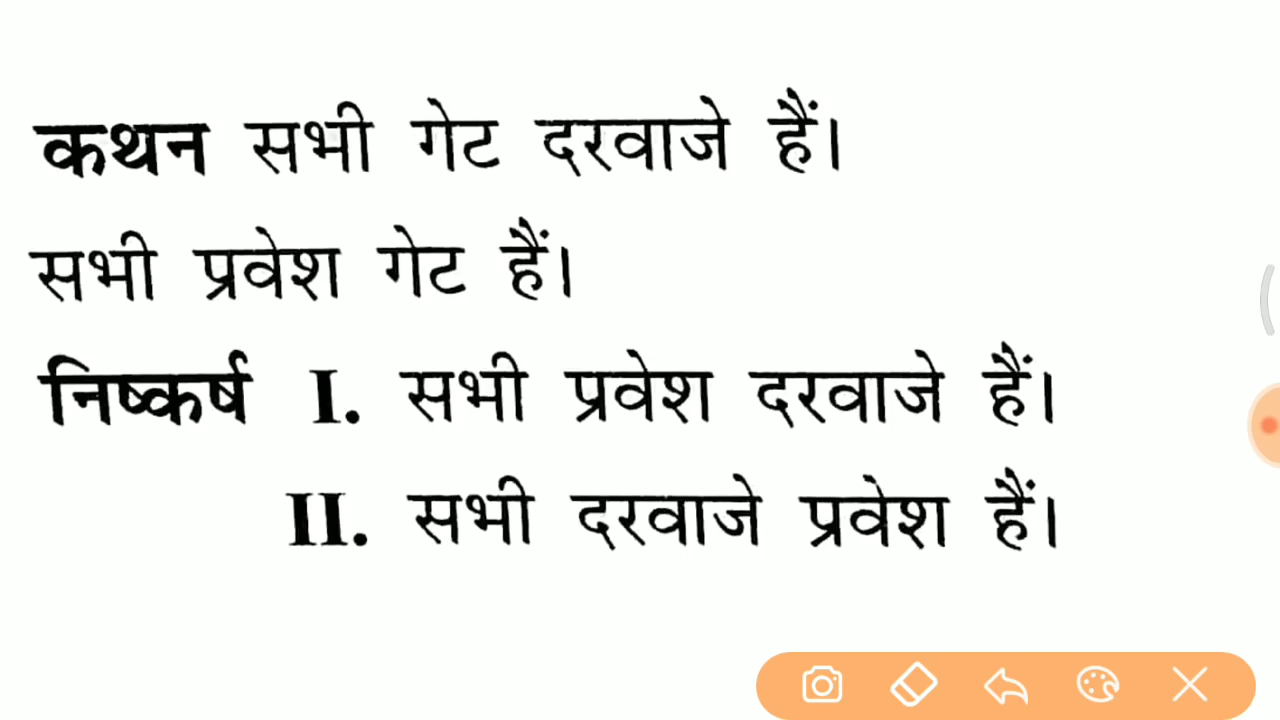 कथन सभी गेट दरवाजे हैं।
सभी प्रवेश गेट हैं।
निष्कर्ष I. सभी प्रवेश दरवाजे हैं।
II. सभी दरवाजे प्रवेश हैं।